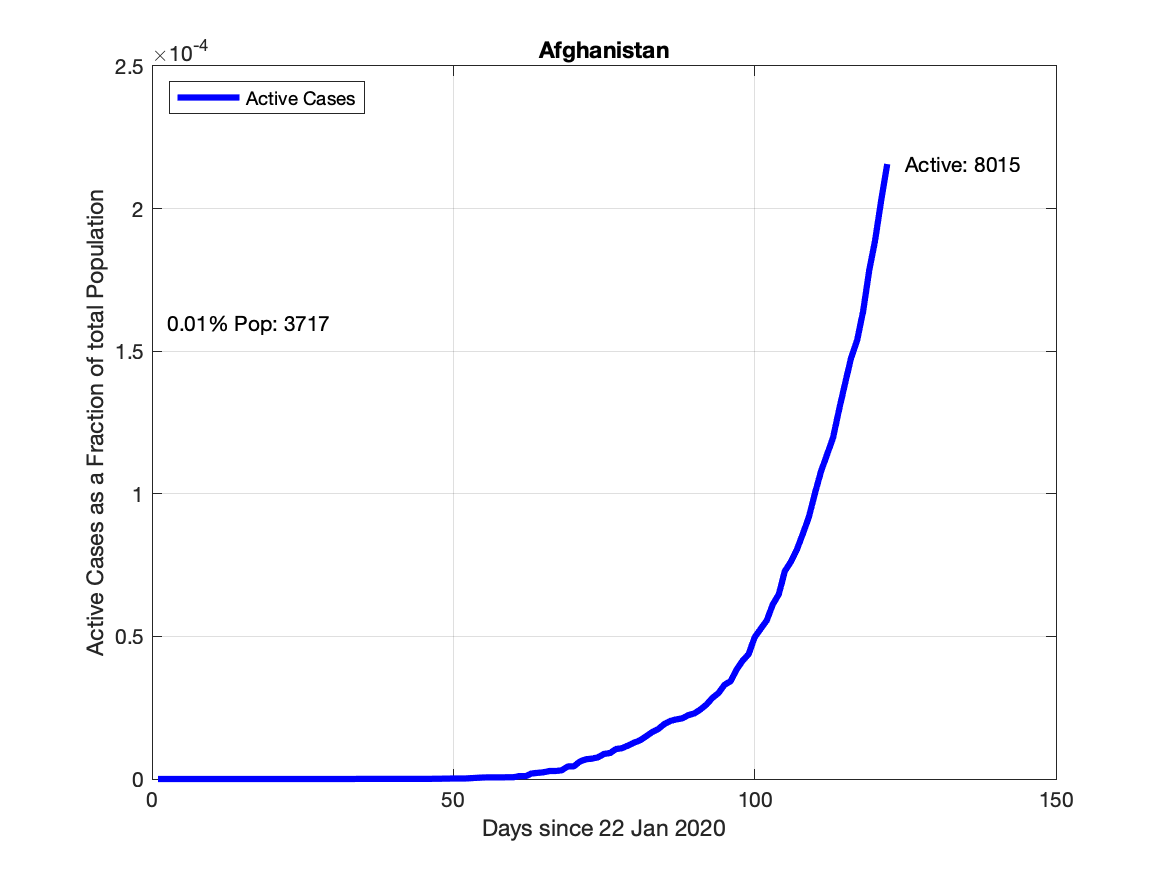 Afghanistan
×10-4
Active Cases
Active: 8015
0.01% Pop: 3717
Active Cases as a Fraction of total Population
2.5
2
1.5
1
0.5
0
0 50 100 150
Days since 22 Jan 2020